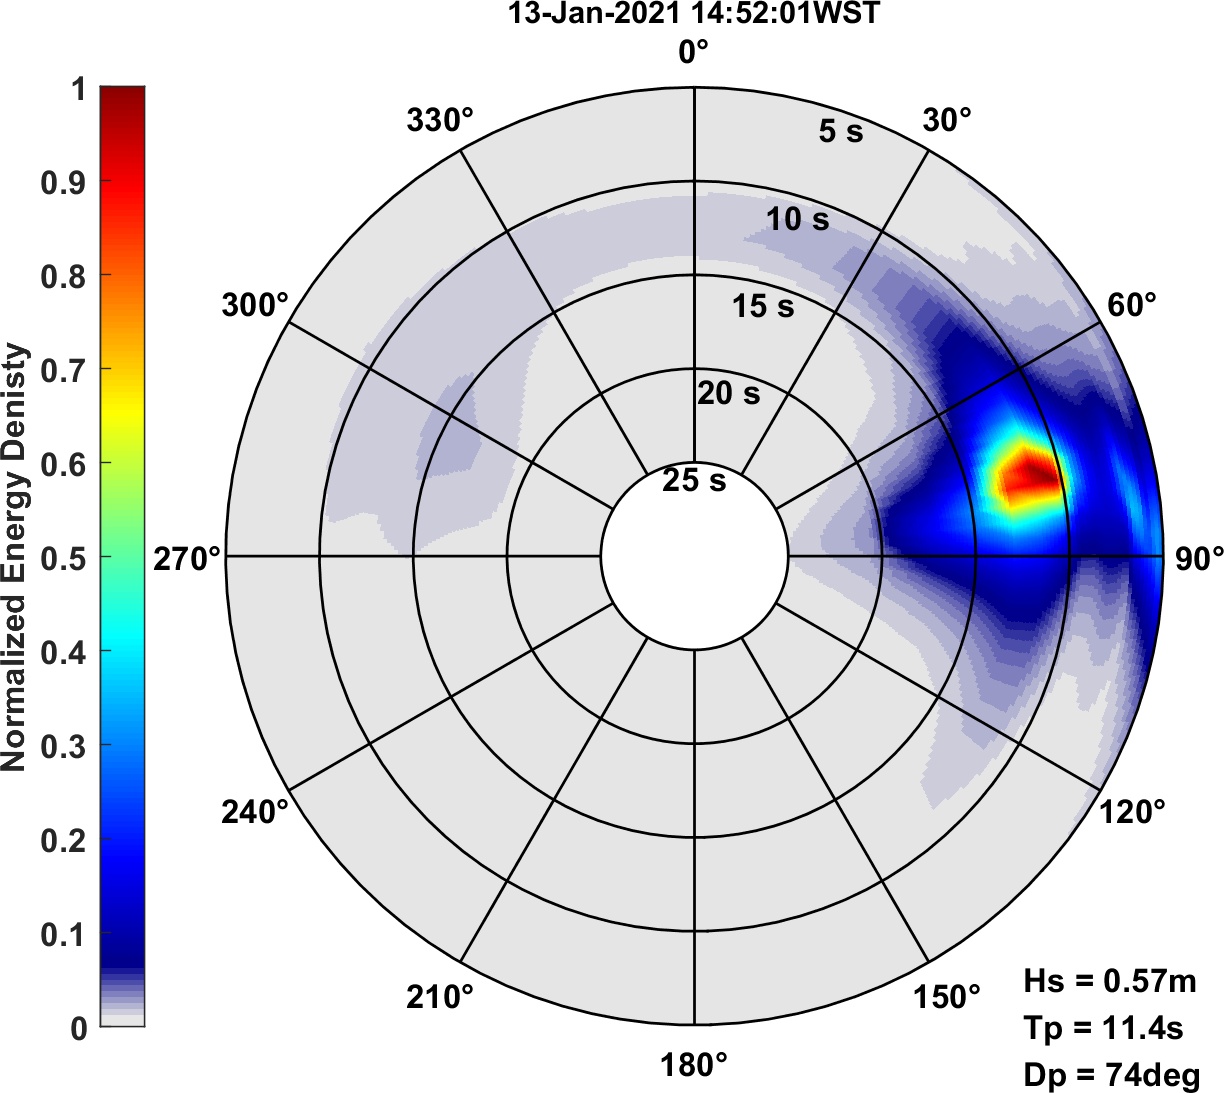 13-Jan-2021 14:52:01WST
0°
30°
60°
90°
120°
150°
180°
210°
240°
270°
300°
330°
5 s
10 s
15 s
20 s
25 s
1
0.9
0.8
0.7
0.6
0.5
0.4
0.3
0.2
0.1
0
Normalized Energy Denisty
Hs = 0.57m
Tp = 11.4s
Dp = 74deg